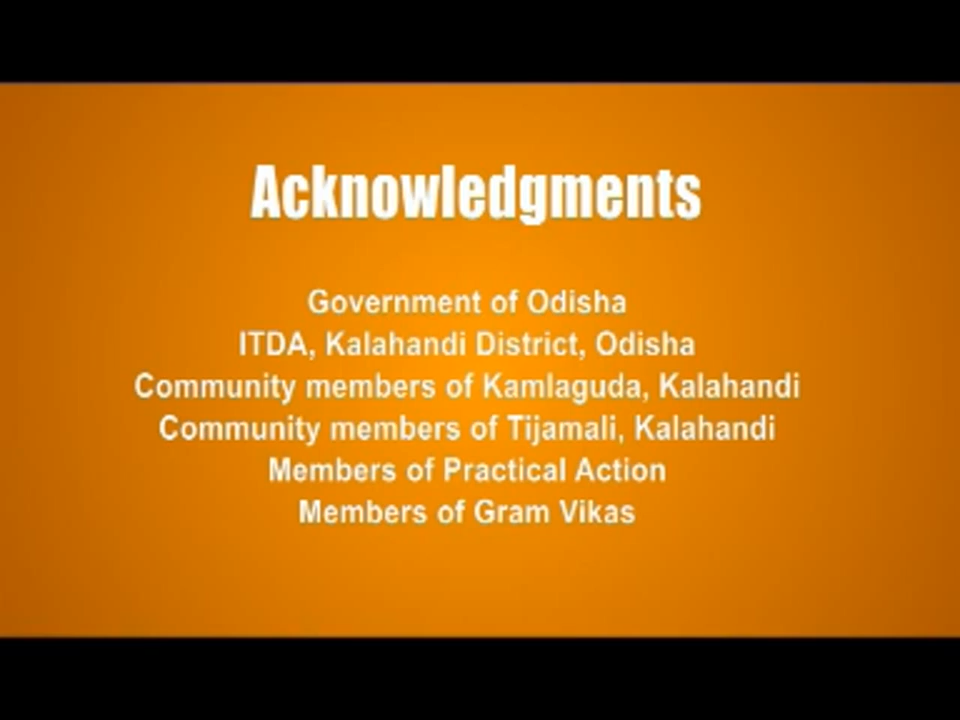 Acknowledgments
Government of Odisha
ITDA, Kalahandi District, Odisha
Community members of Kamlaguda, Kalahandi
Community members of Tijamali, Kalahandi
Members of Practical Action
Members of Gram Vikas